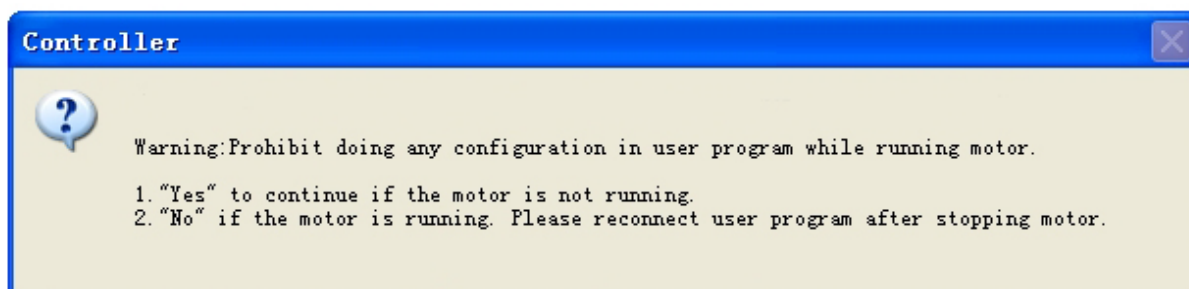 Controller
Warning:Prohibit doing any configuration in user program while running motor.
1."Yes" to continue if the motor is not running.
2."No" if the motor is running. Please reconnect user program after stopping motor.